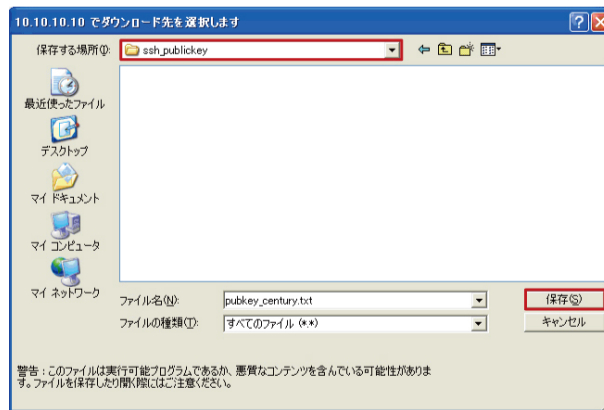 10.10.10.10 でダウンロード先を選択します
保存する場所(I):
ssh_publickey
最近使ったファイル
デスクトップ
マイ ドキュメント
マイ コンピュータ
マイ ネットワーク
ファイル名(N):
pubkey_century.txt
保存(S)
ファイルの種類(T):
すべてのファイル (*.*)
キャンセル
警告 : このファイルは実行可能プログラムであるか、悪質なコンテンツを含んでいる可能性がありま
す。ファイルを保存したり開く際にはご注意ください。